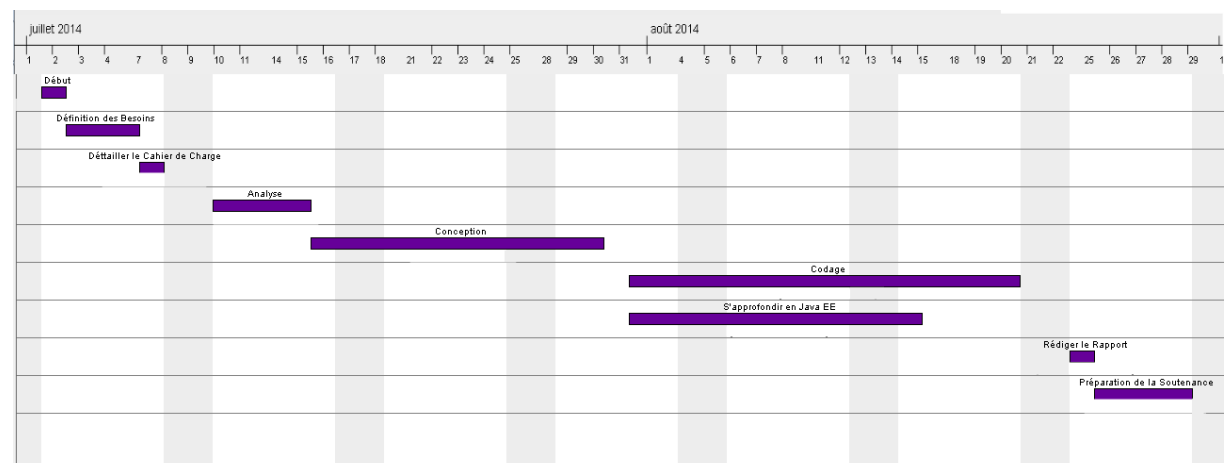 juillet 2014 août 2014
1 2 3 4 7 8 9 10 11 14 15 16 17 18 21 22 23 24 25 28 29 30 31 1 4 5 6 7 8 11 12 13 14 15 18 19 20 21 22 25 26 27 28 29 1
Début
Définition des Besoins
Déttailler le Cahier de Charge
Analyse
Conception
Codage
S'approfondir en Java EE
Rédiger le Rapport
Préparation de la Soutenance